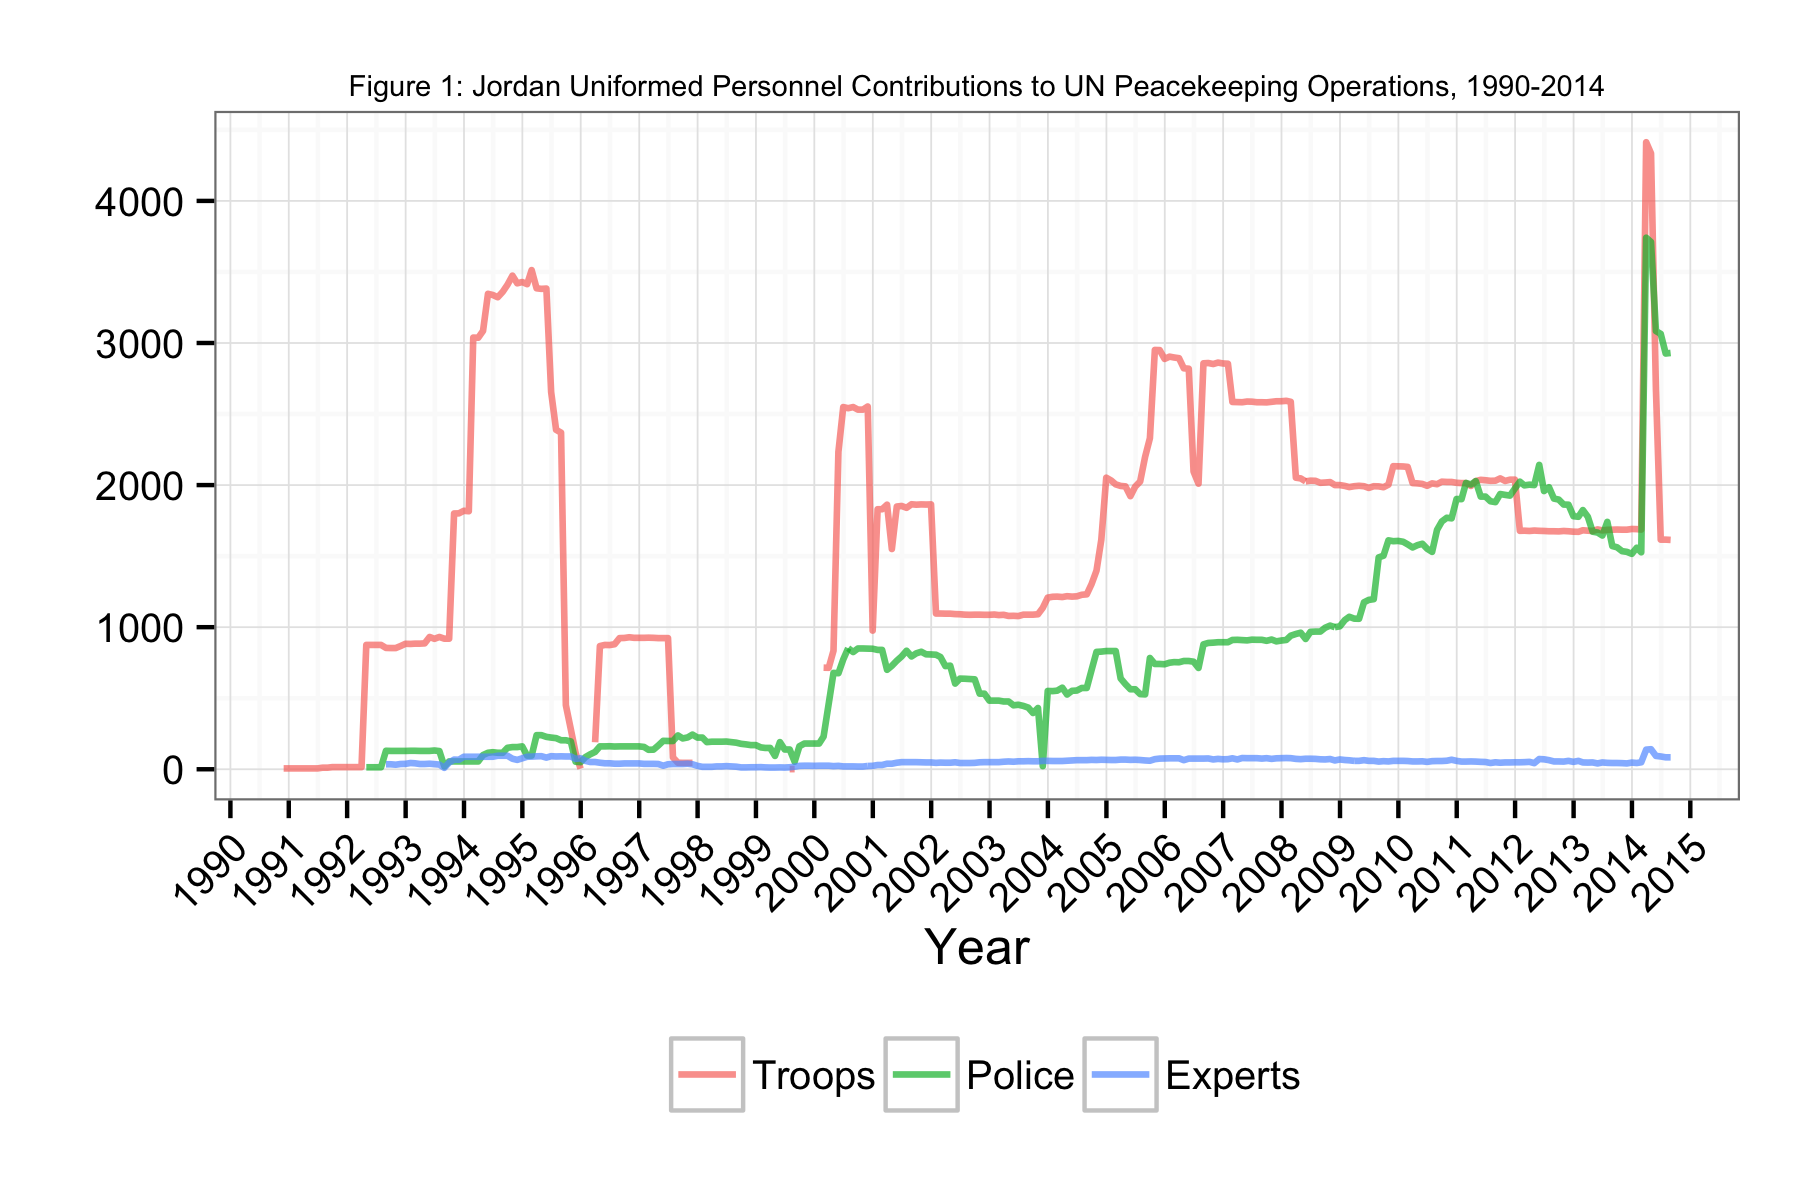 Figure 1: Jordan Uniformed Personnel Contributions to UN Peacekeeping Operations, 1990-2014
4000
3000
2000
1000
0
1990 1991 1992 1993 1994 1995 1996 1997 1998 1999 2000 2001 2002 2003 2004 2005 2006 2007 2008 2009 2010 2011 2012 2013 2014 2015
Year
Troops Police Experts